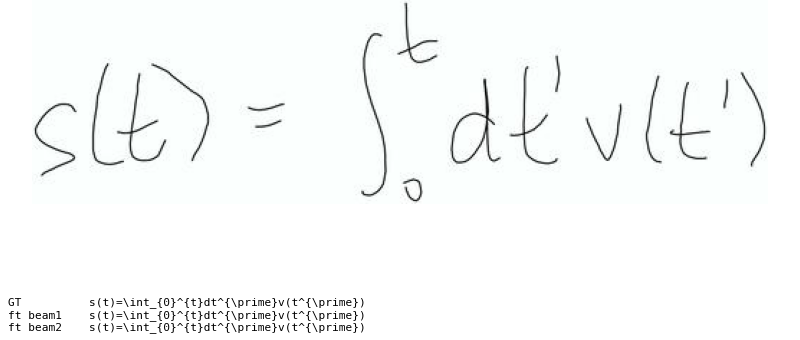 s(t) = ∫₀ᵗ dt' v(t')
GT s(t)=\int_{0}^{t}dt^{\prime}v(t^{\prime})
ft beam1 s(t)=\int_{0}^{t}dt^{\prime}v(t^{\prime})
ft beam2 s(t)=\int_{0}^{t}dt^{\prime}v(t^{\prime})